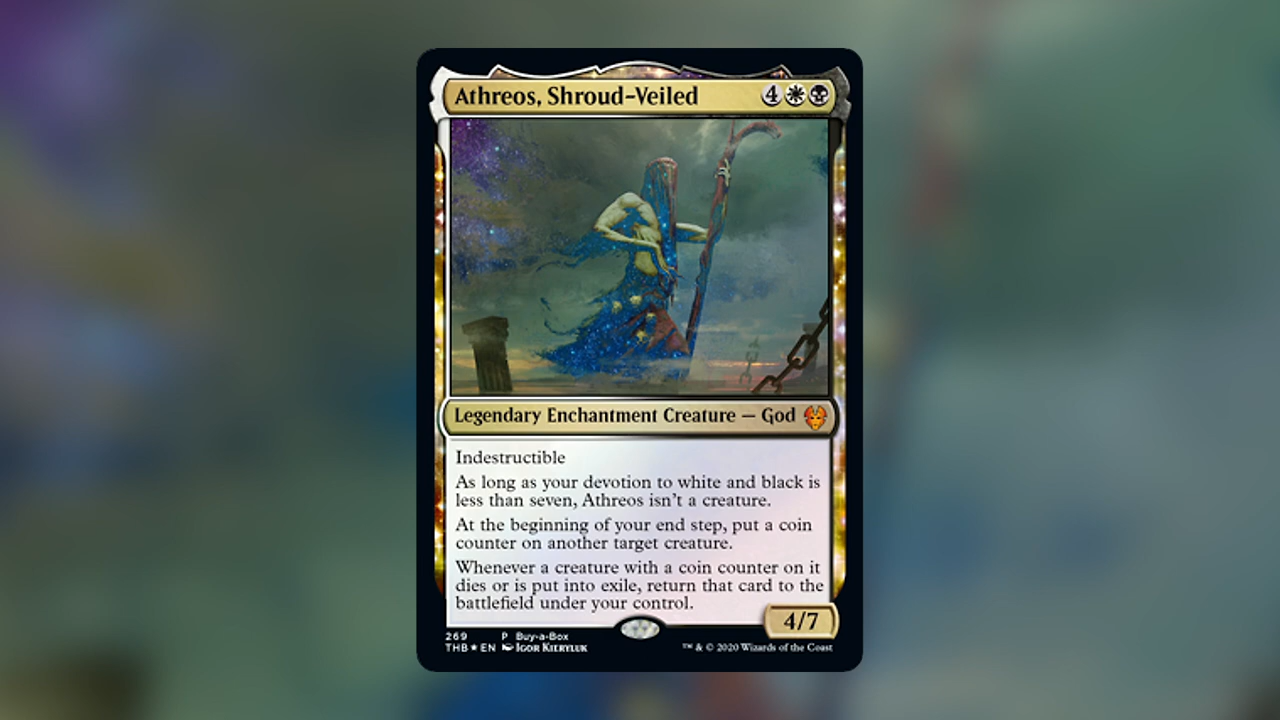 Athreos, Shroud-Veiled 4
Legendary Enchantment Creature — God
Indestructible
As long as your devotion to white and black is
less than seven, Athreos isn't a creature.
At the beginning of your end step, put a coin
counter on another target creature.
Whenever a creature with a coin counter on it
dies or is put into exile, return that card to the
battlefield under your control.
4/7
269 P Buy-a-Box
THB★EN IGOR KIERYLUK
™ & © 2020 Wizards of the Coast